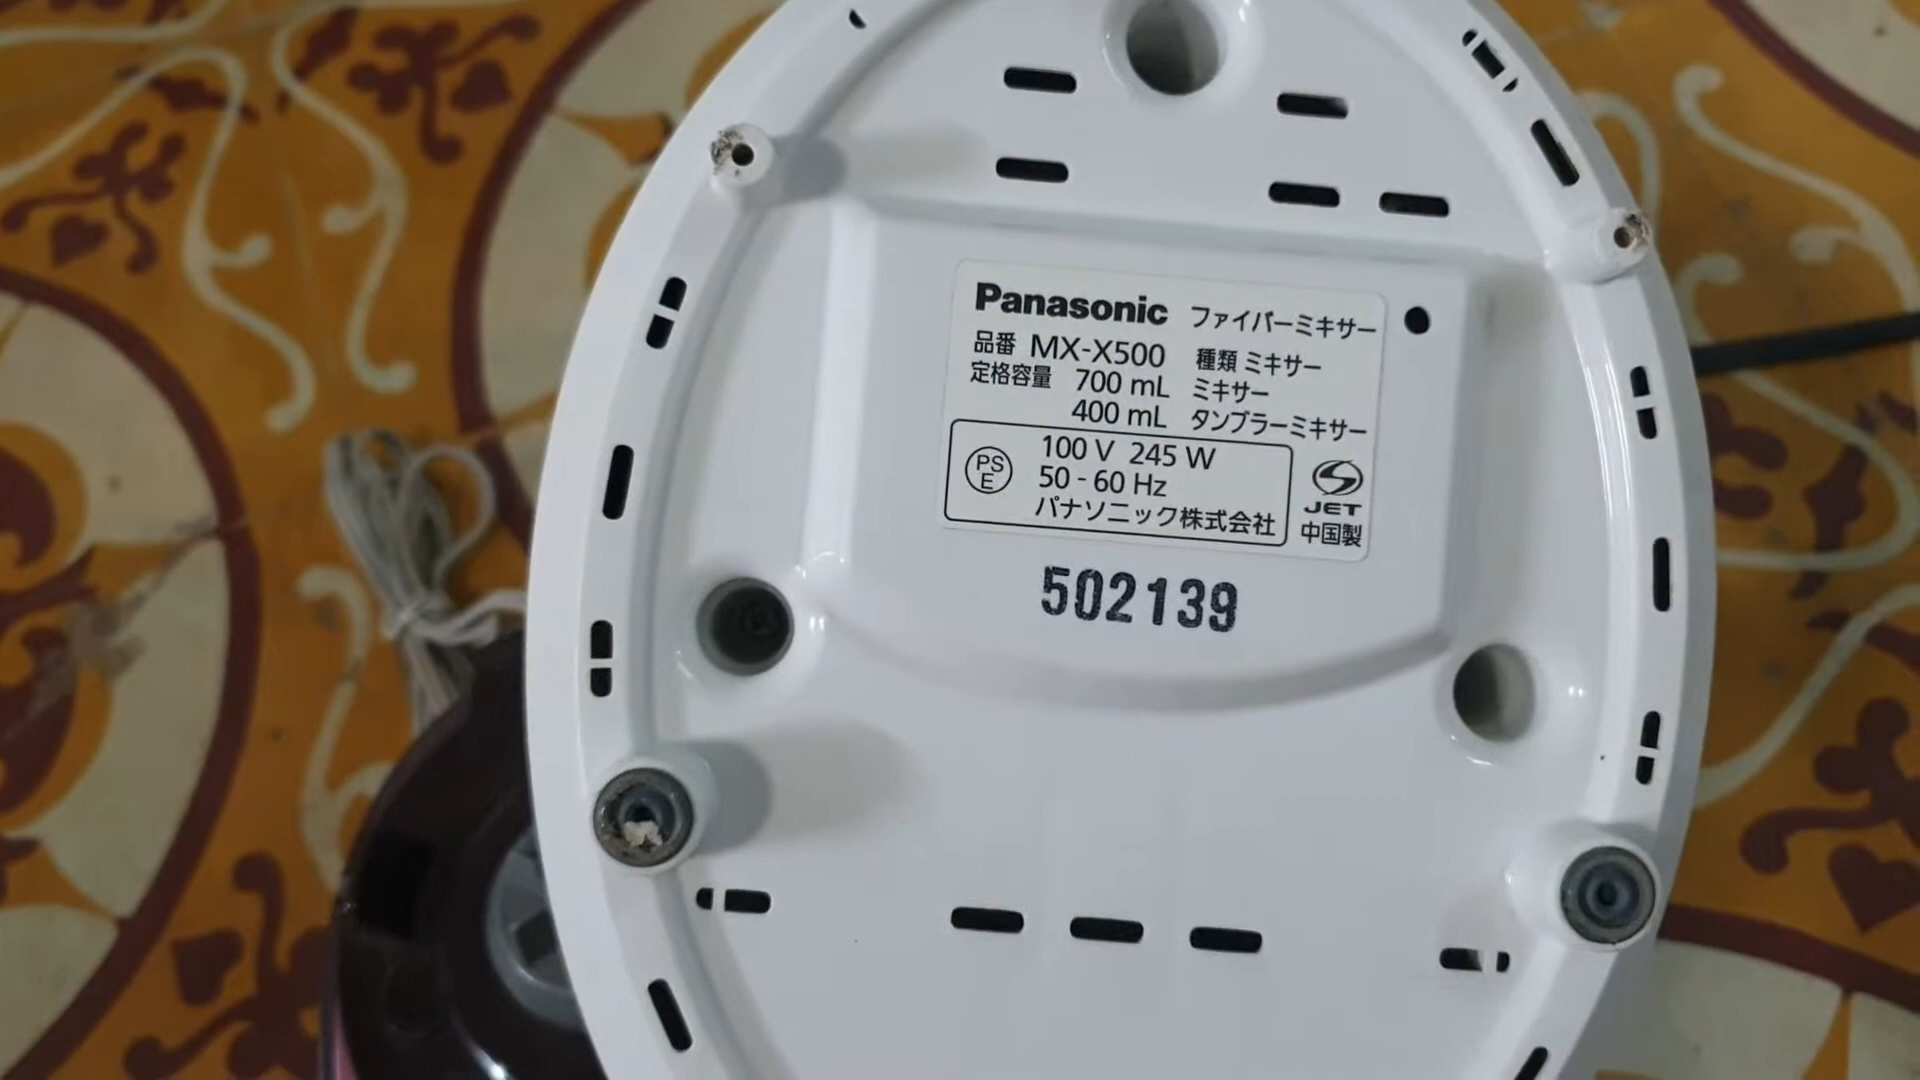 Panasonic ファイバーミキサー
品番 MX-X500 種類 ミキサー
定格容量 700 mL ミキサー
400 mL タンブラーミキサー
PS
E
100 V 245 W
50 - 60 Hz
パナソニック株式会社
JET
中国製
502139